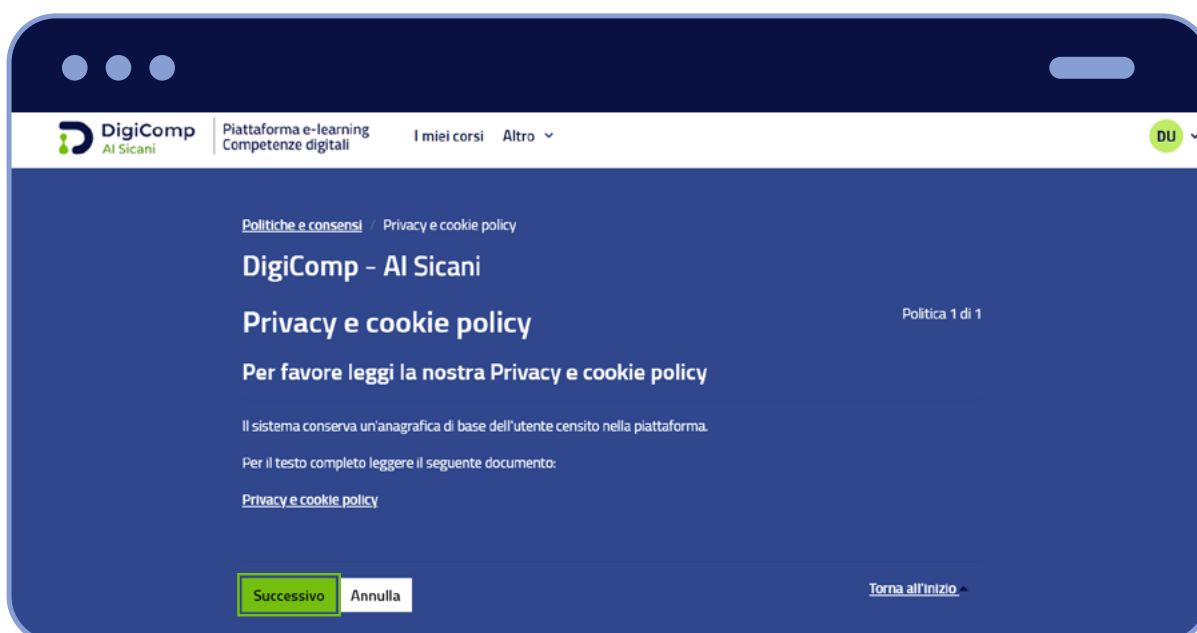 DigiComp
AI Sicani
Piattaforma e-learning
Competenze digitali
I miei corsi
Altro
DU
Politiche e consensi / Privacy e cookie policy
DigiComp - AI Sicani
Privacy e cookie policy
Politica 1 di 1
Per favore leggi la nostra Privacy e cookie policy
Il sistema conserva un'anagrafica di base dell'utente censito nella piattaforma.
Per il testo completo leggere il seguente documento:
Privacy e cookie policy
Successivo
Annulla
Torna all'inizio